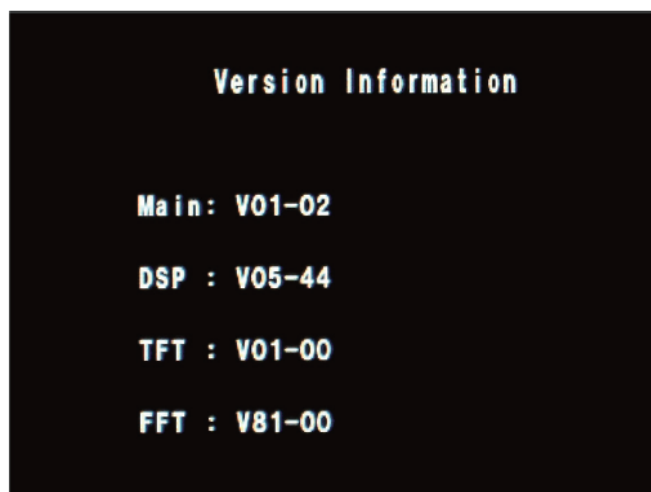 Version Information
Main: V01-02
DSP : V05-44
TFT : V01-00
FFT : V81-00